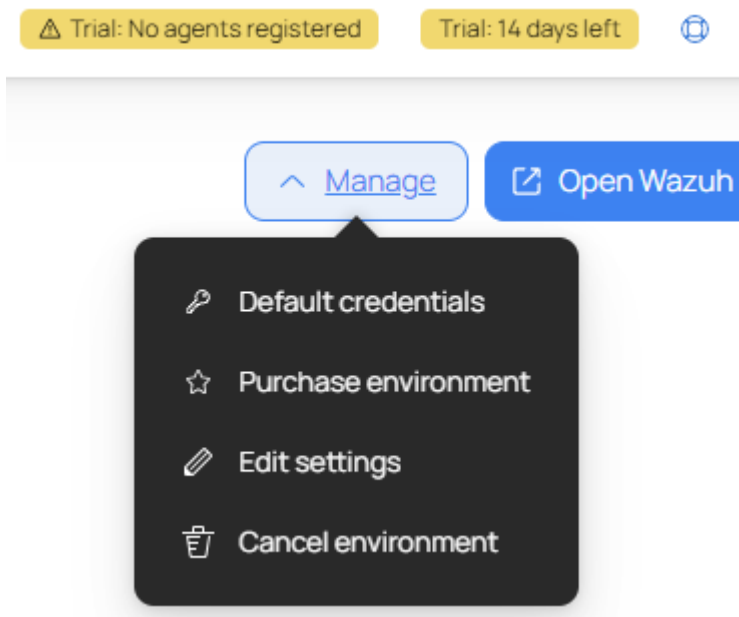 Trial: No agents registered
Trial: 14 days left
Manage
Open Wazuh
Default credentials
Purchase environment
Edit settings
Cancel environment